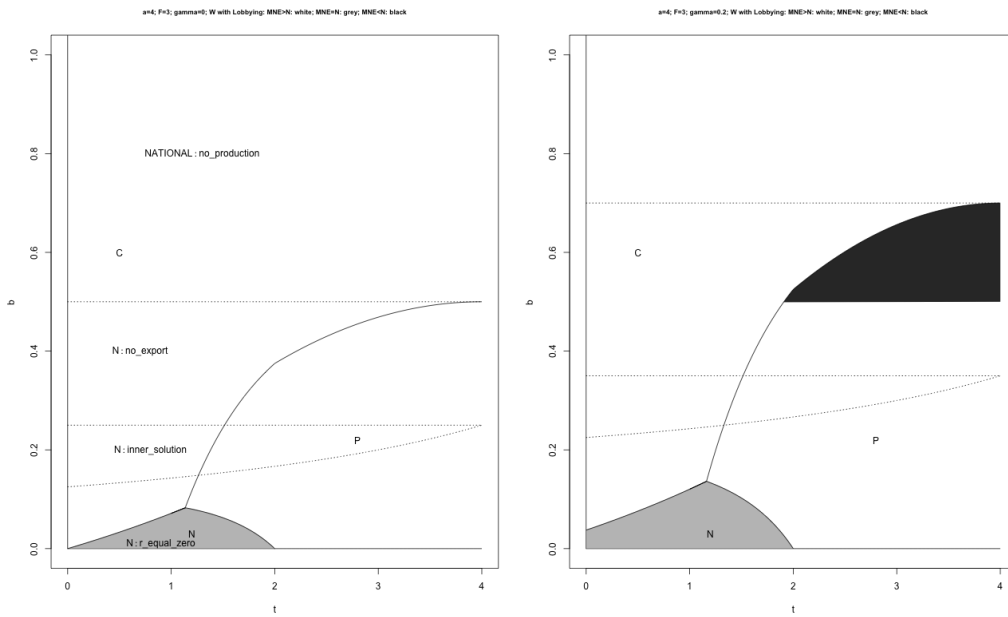 a=4; F=3; gamma=0; W with Lobbying: MNE>N: white; MNE=N: grey; MNE<N: black
1.0
0.8
0.6
0.4
0.2
0.0
b
NATIONAL : no_production
C
N : no_export
N : inner_solution
P
N
N : r_equal_zero
0 1 2 3 4
t
a=4; F=3; gamma=0.2; W with Lobbying: MNE>N: white; MNE=N: grey; MNE<N: black
1.0
0.8
0.6
0.4
0.2
0.0
b
C
P
N
0 1 2 3 4
t